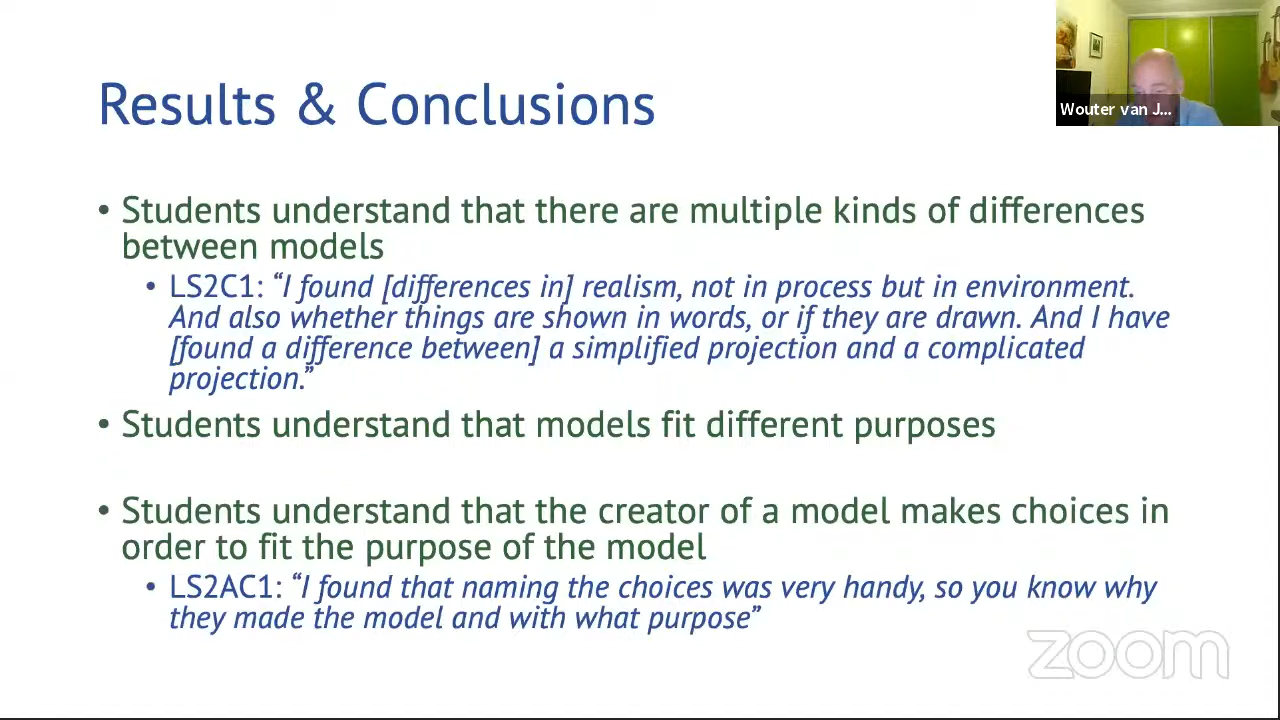 Results & Conclusions
Wouter van J...
• Students understand that there are multiple kinds of differences
between models
• LS2C1: “I found [differences in] realism, not in process but in environment.
And also whether things are shown in words, or if they are drawn. And I have
[found a difference between] a simplified projection and a complicated
projection.”
• Students understand that models fit different purposes
• Students understand that the creator of a model makes choices in
order to fit the purpose of the model
• LS2AC1: “I found that naming the choices was very handy, so you know why
they made the model and with what purpose”
zoom